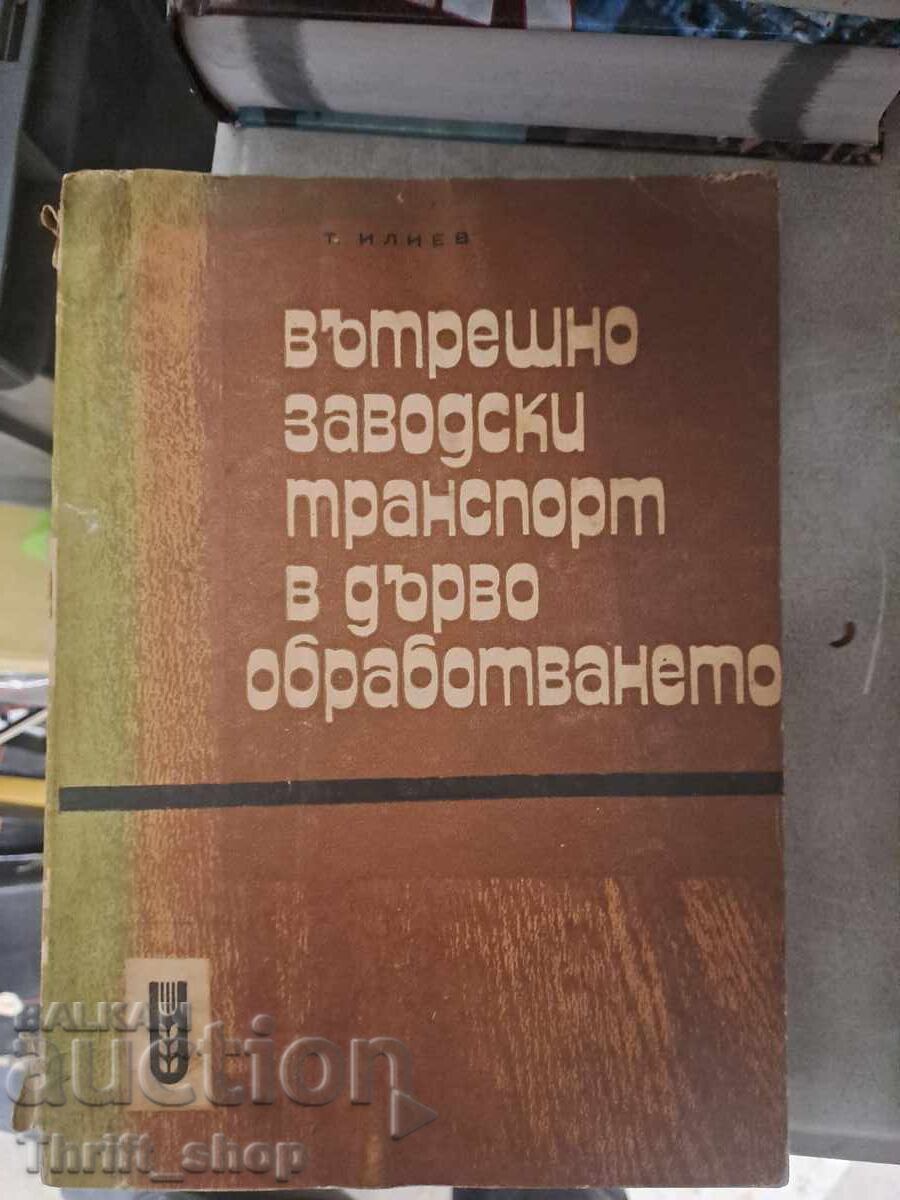 Т. ИЛИЕВ
вътрешно
заводски
транспорт
в дърво
обработването
BALKAN
auction
Thrift_shop